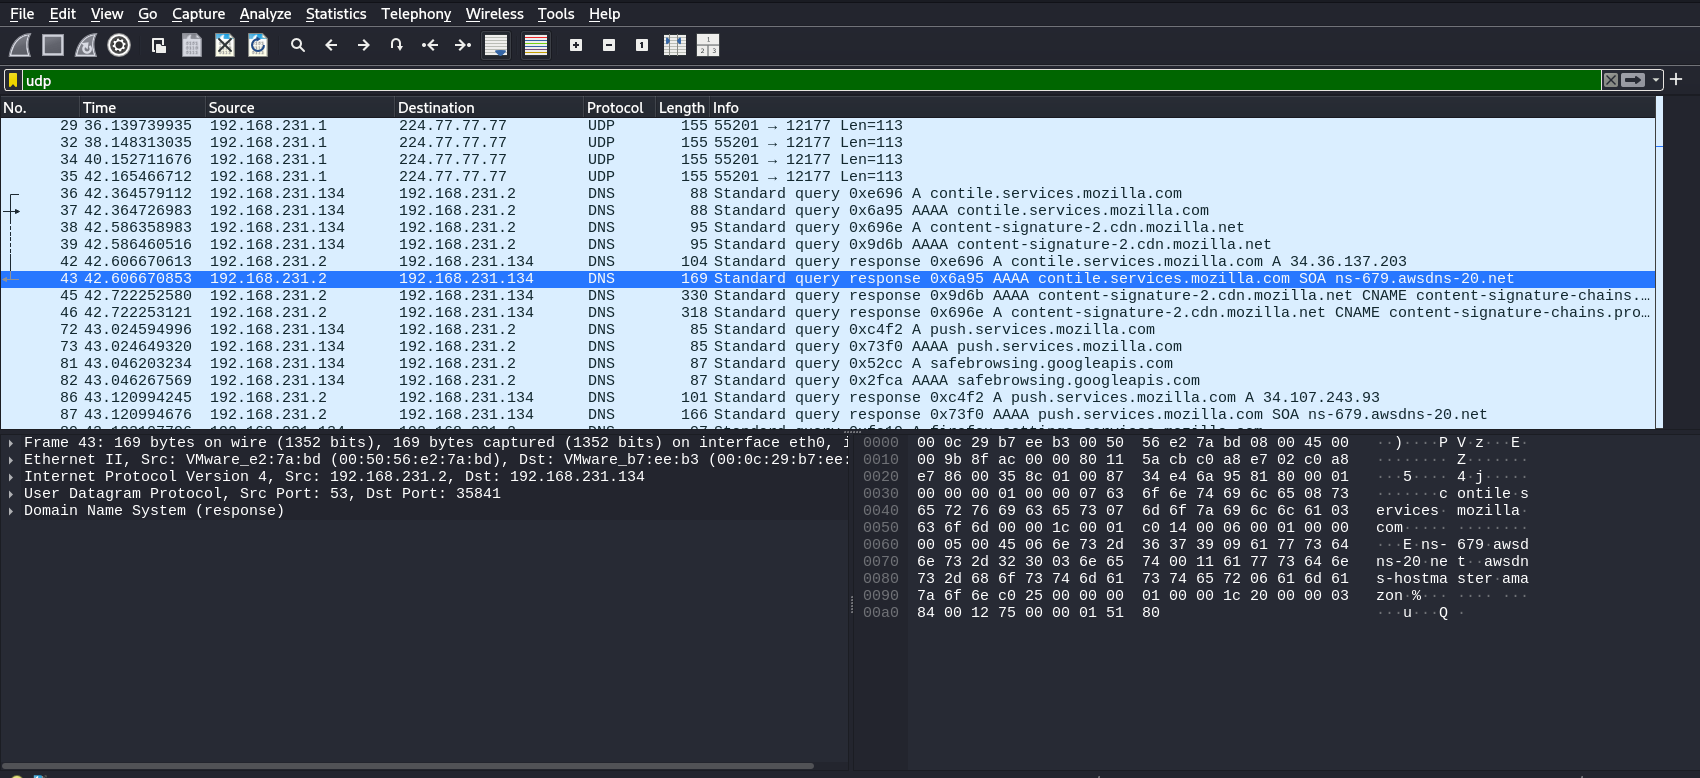 File Edit View Go Capture Analyze Statistics Telephony Wireless Tools Help
udp
No. Time Source Destination Protocol Length Info
29 36.139739935 192.168.231.1 224.77.77.77 UDP 155 55201 → 12177 Len=113
32 38.148313035 192.168.231.1 224.77.77.77 UDP 155 55201 → 12177 Len=113
34 40.152711676 192.168.231.1 224.77.77.77 UDP 155 55201 → 12177 Len=113
35 42.165466712 192.168.231.1 224.77.77.77 UDP 155 55201 → 12177 Len=113
36 42.364579112 192.168.231.134 192.168.231.2 DNS 88 Standard query 0xe696 A contile.services.mozilla.com
37 42.364726983 192.168.231.134 192.168.231.2 DNS 88 Standard query 0x6a95 AAAA contile.services.mozilla.com
38 42.586358983 192.168.231.134 192.168.231.2 DNS 95 Standard query 0x696e A content-signature-2.cdn.mozilla.net
39 42.586460516 192.168.231.134 192.168.231.2 DNS 95 Standard query 0x9d6b AAAA content-signature-2.cdn.mozilla.net
42 42.606670613 192.168.231.2 192.168.231.134 DNS 104 Standard query response 0xe696 A contile.services.mozilla.com A 34.36.137.203
43 42.606670853 192.168.231.2 192.168.231.134 DNS 169 Standard query response 0x6a95 AAAA contile.services.mozilla.com SOA ns-679.awsdns-20.net
45 42.722252580 192.168.231.2 192.168.231.134 DNS 330 Standard query response 0x9d6b AAAA content-signature-2.cdn.mozilla.net CNAME content-signature-chains.…
46 42.722253121 192.168.231.2 192.168.231.134 DNS 318 Standard query response 0x696e A content-signature-2.cdn.mozilla.net CNAME content-signature-chains.pro…
72 43.024594996 192.168.231.134 192.168.231.2 DNS 85 Standard query 0xc4f2 A push.services.mozilla.com
73 43.024649320 192.168.231.134 192.168.231.2 DNS 85 Standard query 0x73f0 AAAA push.services.mozilla.com
81 43.046203234 192.168.231.134 192.168.231.2 DNS 87 Standard query 0x52cc A safebrowsing.googleapis.com
82 43.046267569 192.168.231.134 192.168.231.2 DNS 87 Standard query 0x2fca AAAA safebrowsing.googleapis.com
86 43.120994245 192.168.231.2 192.168.231.134 DNS 101 Standard query response 0xc4f2 A push.services.mozilla.com A 34.107.243.93
87 43.120994676 192.168.231.2 192.168.231.134 DNS 166 Standard query response 0x73f0 AAAA push.services.mozilla.com SOA ns-679.awsdns-20.net
Frame 43: 169 bytes on wire (1352 bits), 169 bytes captured (1352 bits) on interface eth0, i
Ethernet II, Src: VMware_e2:7a:bd (00:50:56:e2:7a:bd), Dst: VMware_b7:ee:b3 (00:0c:29:b7:ee:
Internet Protocol Version 4, Src: 192.168.231.2, Dst: 192.168.231.134
User Datagram Protocol, Src Port: 53, Dst Port: 35841
Domain Name System (response)
0000 00 0c 29 b7 ee b3 00 50 56 e2 7a bd 08 00 45 00 ··)····P V·z···E·
0010 00 9b 8f ac 00 00 80 11 5a cb c0 a8 e7 02 c0 a8 ········ Z·······
0020 e7 86 00 35 8c 01 00 87 34 e4 6a 95 81 80 00 01 ···5···· 4·j·····
0030 00 00 00 01 00 00 07 63 6f 6e 74 69 6c 65 08 73 ·······c ontile·s
0040 65 72 76 69 63 65 73 07 6d 6f 7a 69 6c 6c 61 03 ervices· mozilla·
0050 63 6f 6d 00 00 1c 00 01 c0 14 00 06 00 01 00 00 com····· ········
0060 00 05 00 45 06 6e 73 2d 36 37 39 09 61 77 73 64 ···E·ns- 679·awsd
0070 6e 73 2d 32 30 03 6e 65 74 00 11 61 77 73 64 6e ns-20·ne t··awsdn
0080 73 2d 68 6f 73 74 6d 61 73 74 65 72 06 61 6d 61 s-hostma ster·ama
0090 7a 6f 6e c0 25 00 00 00 01 00 00 1c 20 00 00 03 zon·%··· ···· ···
00a0 84 00 12 75 00 00 01 51 80 ···u···Q ·